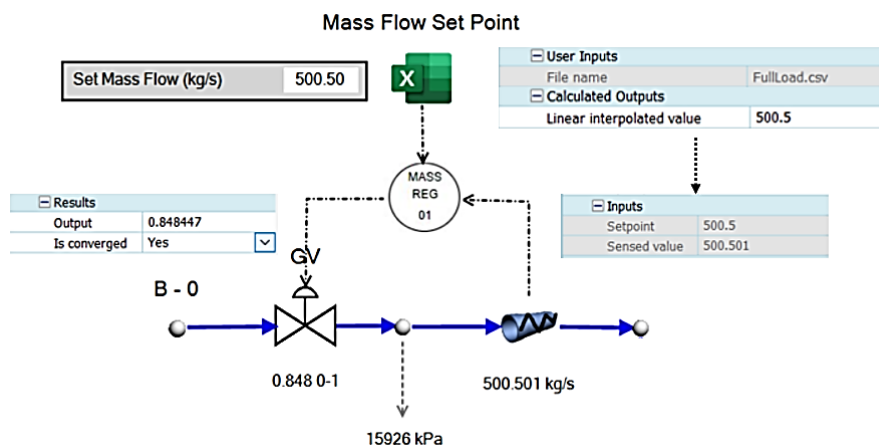 Mass Flow Set Point
Set Mass Flow (kg/s) 500.50
X
User Inputs
File name FullLoad.csv
Calculated Outputs
Linear interpolated value 500.5
MASS
REG
01
Results
Output 0.848447
Is converged Yes
Inputs
Setpoint 500.5
Sensed value 500.501
GV
B - 0
0.848 0-1
500.501 kg/s
15926 kPa